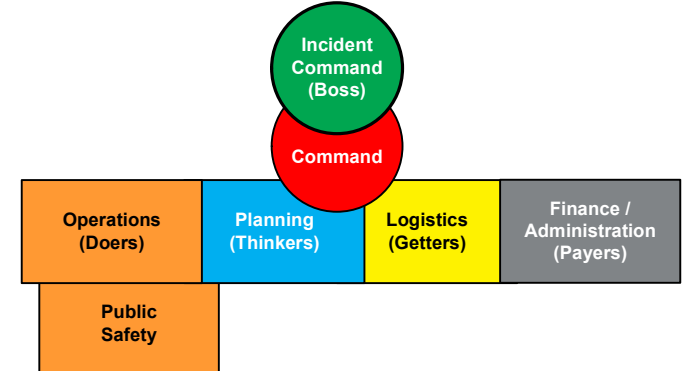 Incident
Command
(Boss)
Command
Operations
(Doers)
Planning
(Thinkers)
Logistics
(Getters)
Finance /
Administration
(Payers)
Public
Safety